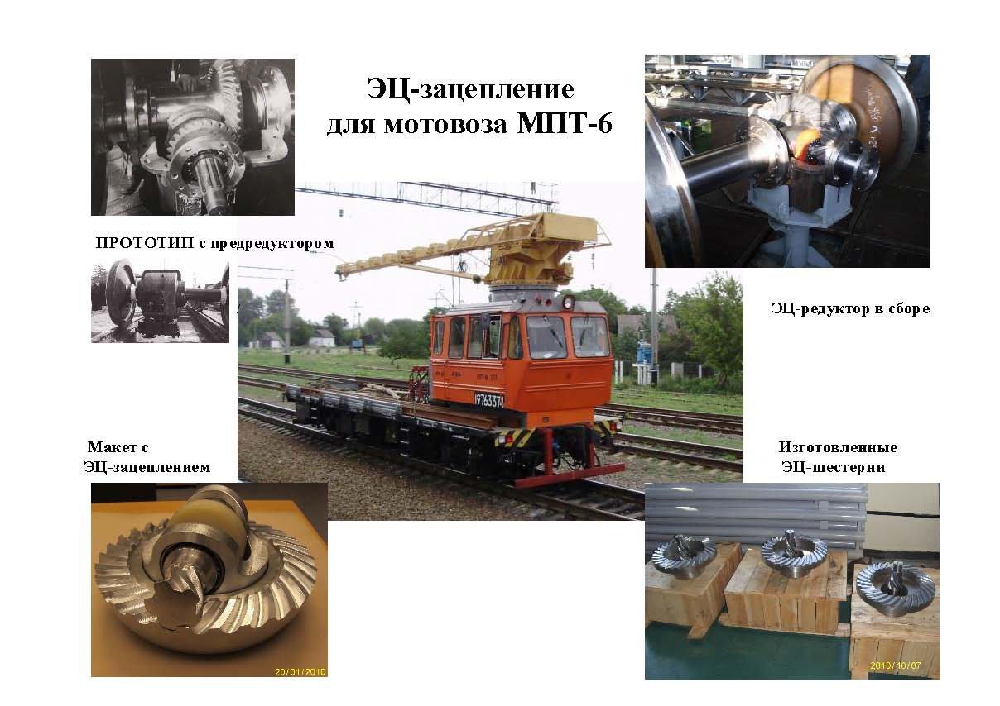 ЭЦ-зацепление
для мотовоза МПТ-6
ПРОТОТИП с предредуктором
ЭЦ-редуктор в сборе
19763374
Макет с
ЭЦ-зацеплением
Изготовленные
ЭЦ-шестерни
20/01/2010
2010/10/07